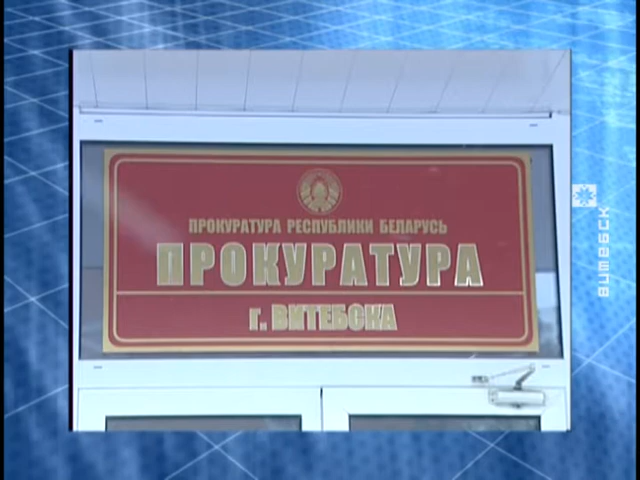 ПРОКУРАТУРА РЕСПУБЛИКИ БЕЛАРУСЬ
ПРОКУРАТУРА
г. ВИТЕБСКА
витебск